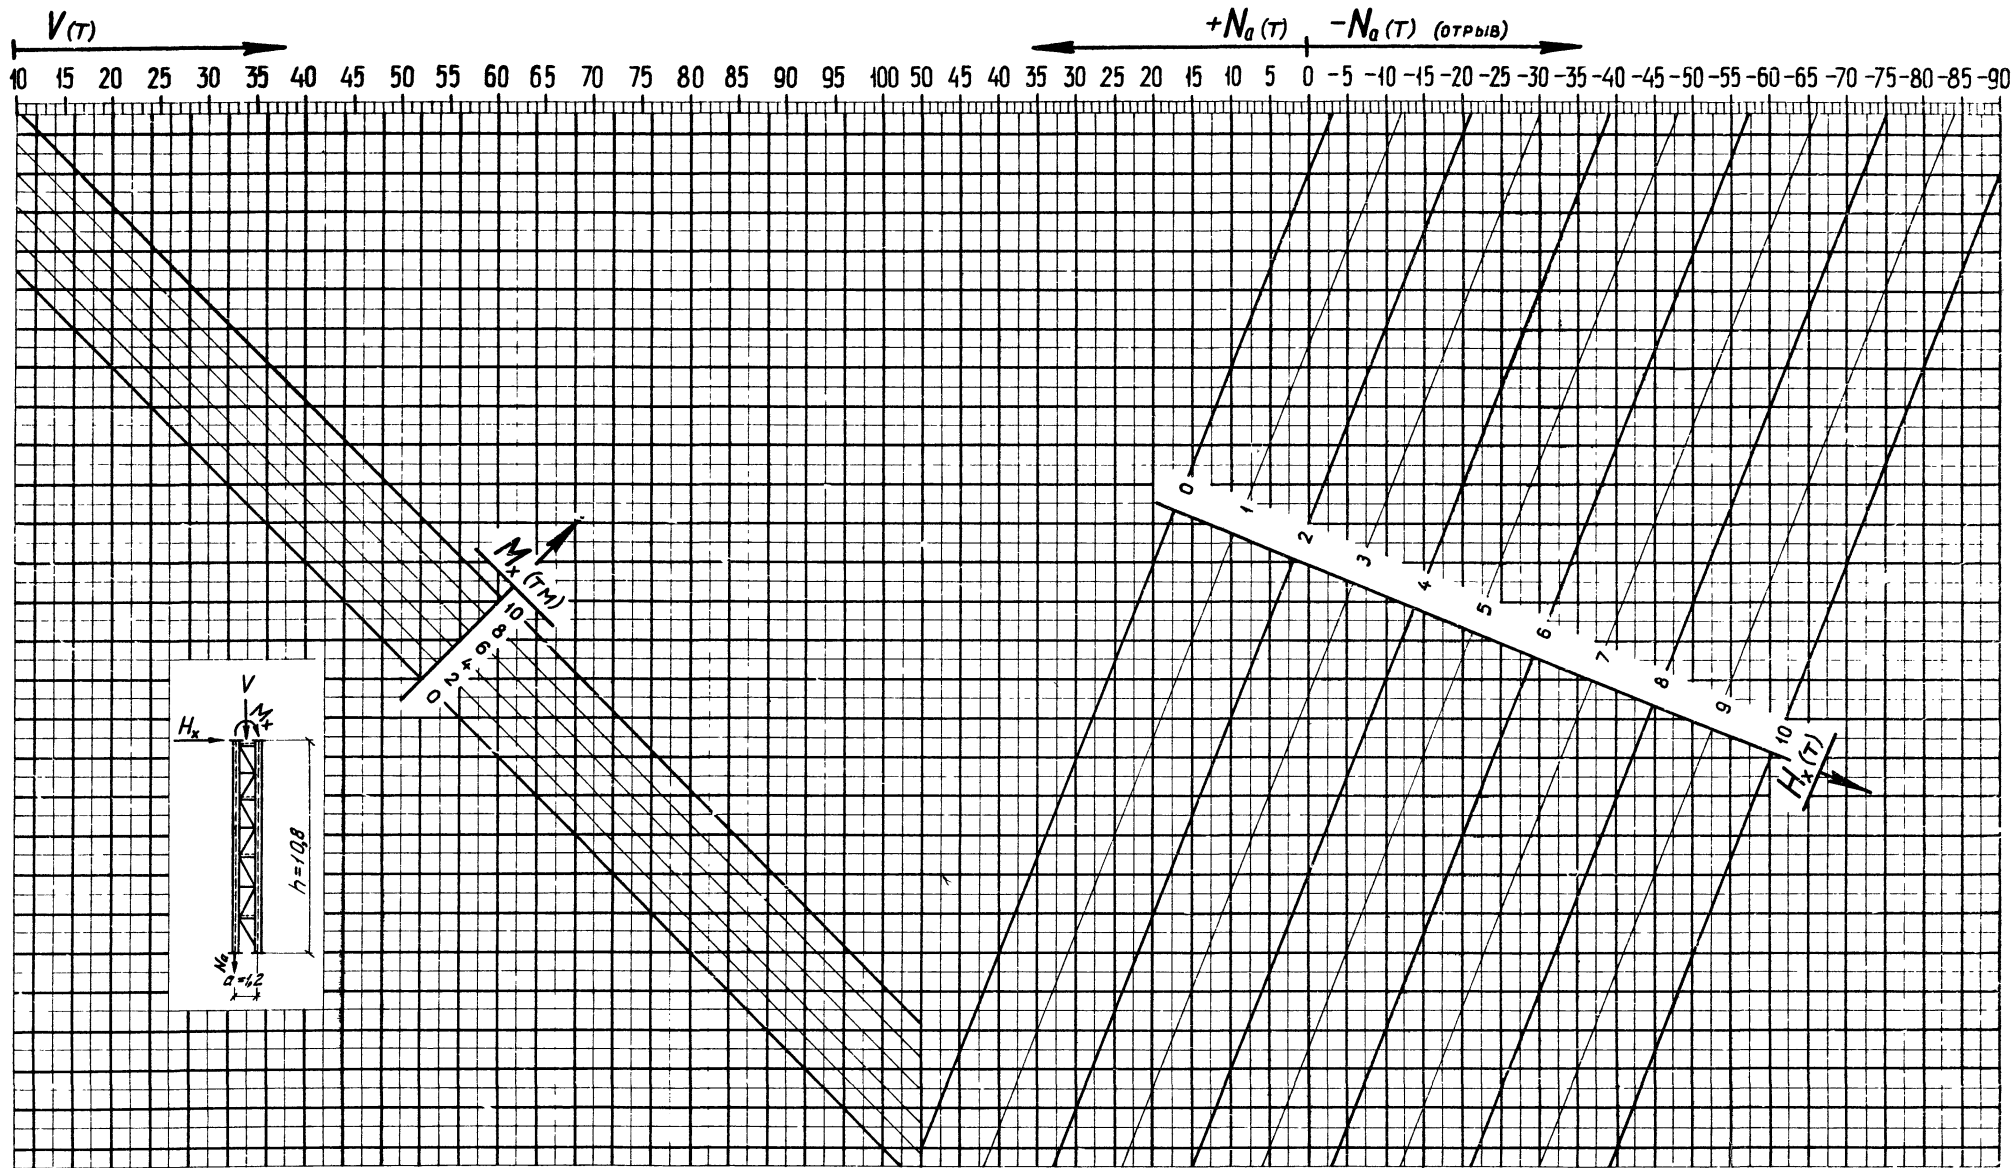 V (т)
+Nа (т) -Nа (т) (отрыв)
10 15 20 25 30 35 40 45 50 55 60 65 70 75 80 85 90 95 100 50 45 40 35 30 25 20 15 10 5 0 -5 -10 -15 -20 -25 -30 -35 -40 -45 -50 -55 -60 -65 -70 -75 -80 -85 -90
0 1 2 3 4 5 6 7 8 9 10
Hx (т)
Mx (тм)
10
8
6
4
2
0
V
Mx
Hx
h=10,8
Nа
a=1,2